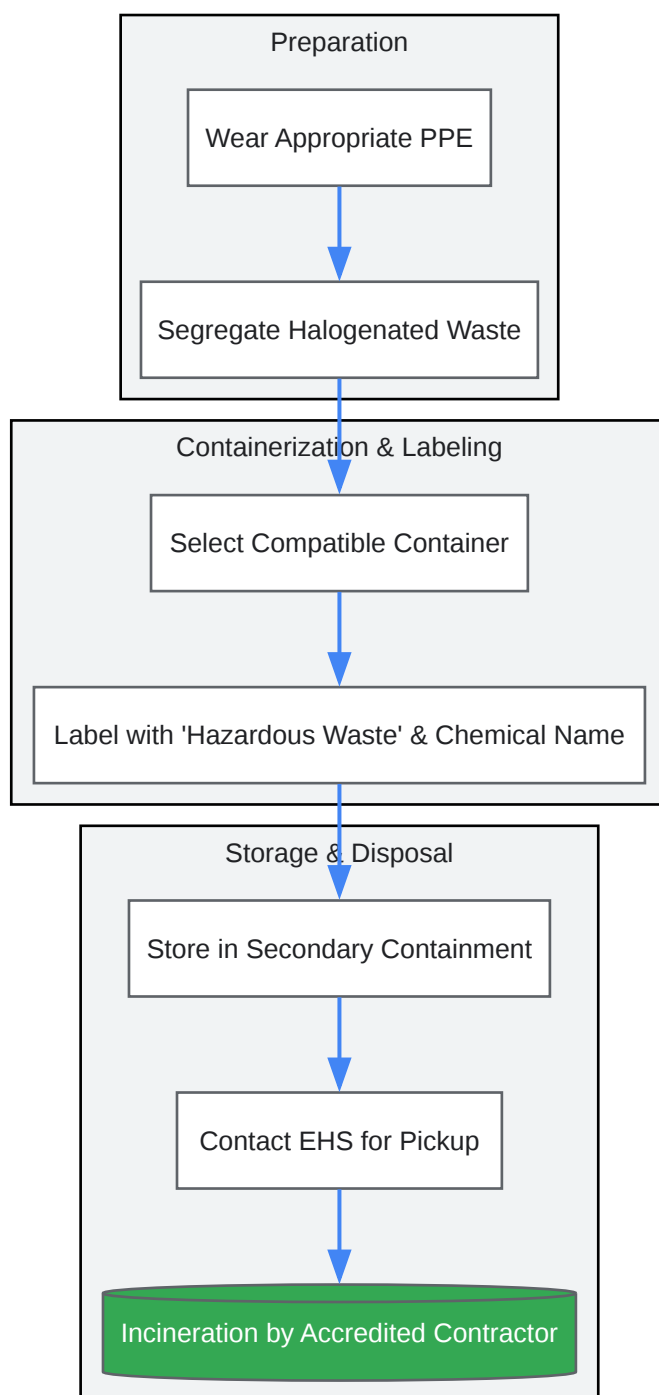 Preparation
Wear Appropriate PPE
Segregate Halogenated Waste
Containerization & Labeling
Select Compatible Container
Label with 'Hazardous Waste' & Chemical Name
Storage & Disposal
Store in Secondary Containment
Contact EHS for Pickup
Incineration by Accredited Contractor